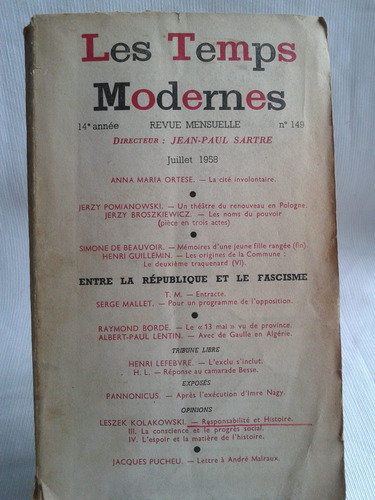 Les Temps
Modernes
14e année REVUE MENSUELLE n° 149
DIRECTEUR : JEAN-PAUL SARTRE
Juillet 1958
ANNA MARIA ORTESE. — La cité involontaire.
JERZY POMIANOWSKI. — Un théâtre du renouveau en Pologne.
JERZY BROSZKIEWICZ. — Les noms du pouvoir
(pièce en trois actes).
SIMONE DE BEAUVOIR. — Mémoires d'une jeune fille rangée (fin).
HENRI GUILLEMIN. — Les origines de la Commune :
Le deuxième traquenard (VI).
ENTRE LA RÉPUBLIQUE ET LE FASCISME
T. M. — Entracte.
SERGE MALLET. — Pour un programme de l'opposition.
RAYMOND BORDE. — Le « 13 mai » vu de province.
ALBERT-PAUL LENTIN. — Avec de Gaulle en Algérie.
TRIBUNE LIBRE
HENRI LEFEBVRE. — L'exclu s'inclut.
H. L. — Réponse au camarade Besse.
EXPOSÉS
PANNONICUS. — Après l'exécution d'Imre Nagy.
OPINIONS
LESZEK KOLAKOWSKI. — Responsabilité et Histoire.
III. La conscience et le progrès social.
IV. L'espoir et la matière de l'histoire.
JACQUES PUCHEU. — Lettre à André Malraux.